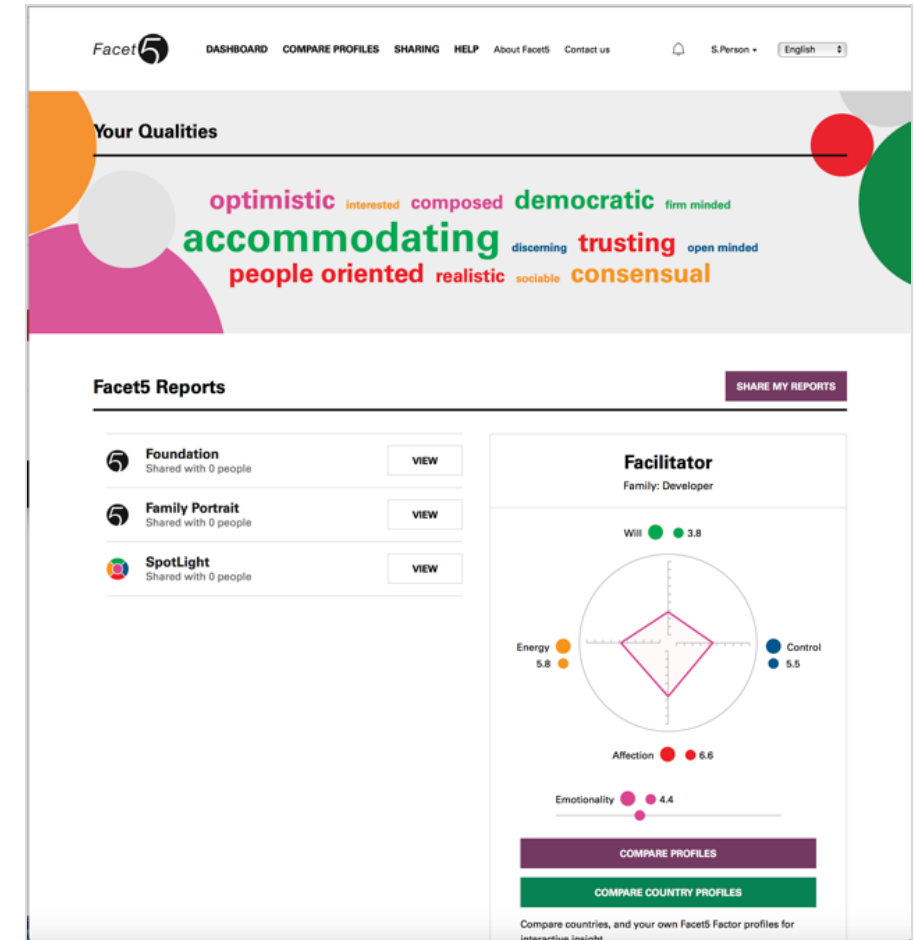 Facet5 DASHBOARD COMPARE PROFILES SHARING HELP About Facet5 Contact us S.Person English
Your Qualities
optimistic interested composed democratic firm minded
accommodating discerning trusting open minded
people oriented realistic sociable consensual
Facet5 Reports
SHARE MY REPORTS
5 Foundation
Shared with 0 people
VIEW
5 Family Portrait
Shared with 0 people
VIEW
SpotLight
Shared with 0 people
VIEW
Facilitator
Family: Developer
Will 3.8
Energy
5.8
Control
5.5
Affection 6.6
Emotionality 4.4
COMPARE PROFILES
COMPARE COUNTRY PROFILES
Compare countries, and your own Facet5 Factor profiles for
interactive insight